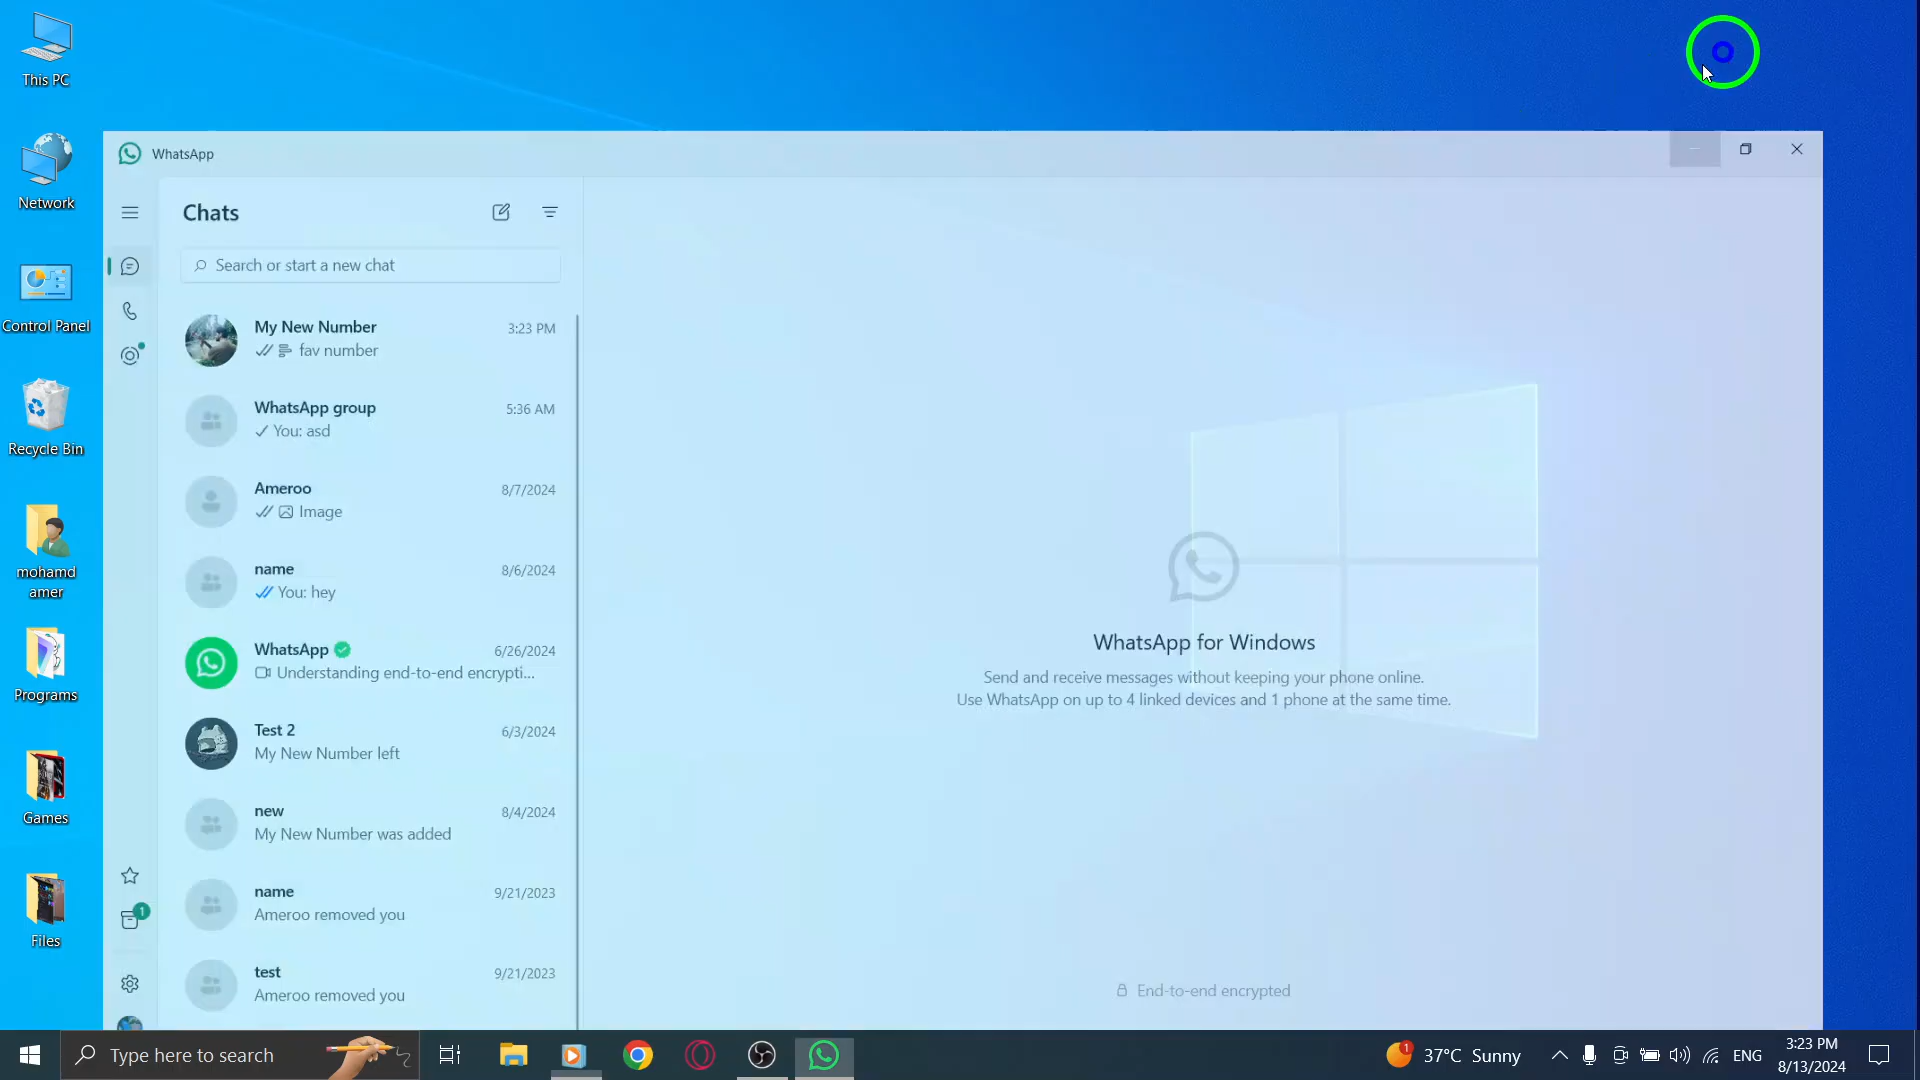 This PC
Network
Control Panel
Recycle Bin
mohamd
amer
Programs
Games
Files
WhatsApp
Chats
Search or start a new chat
My New Number
3:23 PM
fav number
WhatsApp group
5:36 AM
You: asd
Ameroo
8/7/2024
Image
name
8/6/2024
You: hey
WhatsApp
6/26/2024
Understanding end-to-end encrypti...
Test 2
6/3/2024
My New Number left
new
8/4/2024
My New Number was added
name
9/21/2023
Ameroo removed you
test
9/21/2023
Ameroo removed you
1
WhatsApp for Windows
Send and receive messages without keeping your phone online.
Use WhatsApp on up to 4 linked devices and 1 phone at the same time.
End-to-end encrypted
Type here to search
1
37°C Sunny
ENG
3:23 PM
8/13/2024